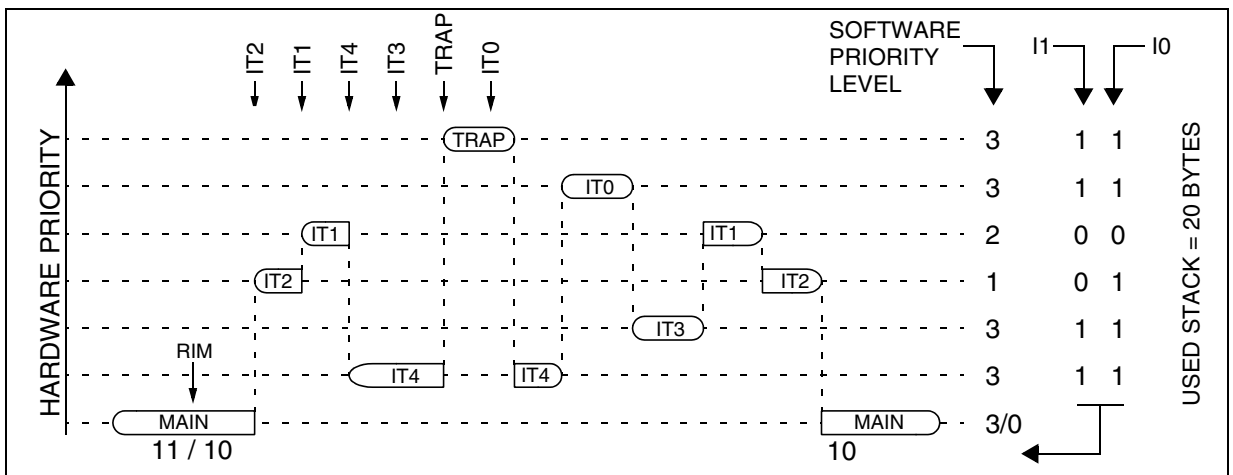 IT2
IT1
IT4
IT3
TRAP
IT0
SOFTWARE
PRIORITY
LEVEL
I1
I0
HARDWARE PRIORITY
TRAP
3
1 1
IT0
3
1 1
IT1
IT1
2
0 0
IT2
IT2
1
0 1
IT3
3
1 1
RIM
IT4
IT4
3
1 1
MAIN
MAIN
3/0
11 / 10
10
USED STACK = 20 BYTES